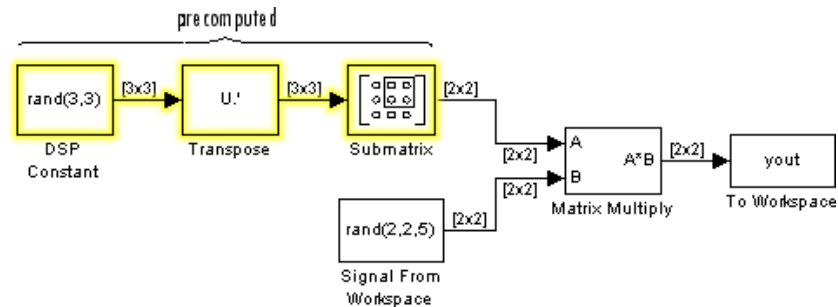 precomputed
rand(3,3)
[3x3]
U.'
[3x3]
[2x2]
DSP
Constant
Transpose
Submatrix
[2x2]
A
B
A*B
[2x2]
yout
[2x2]
Matrix Multiply
To Workspace
rand(2,2,5)
[2x2]
Signal From
Workspace